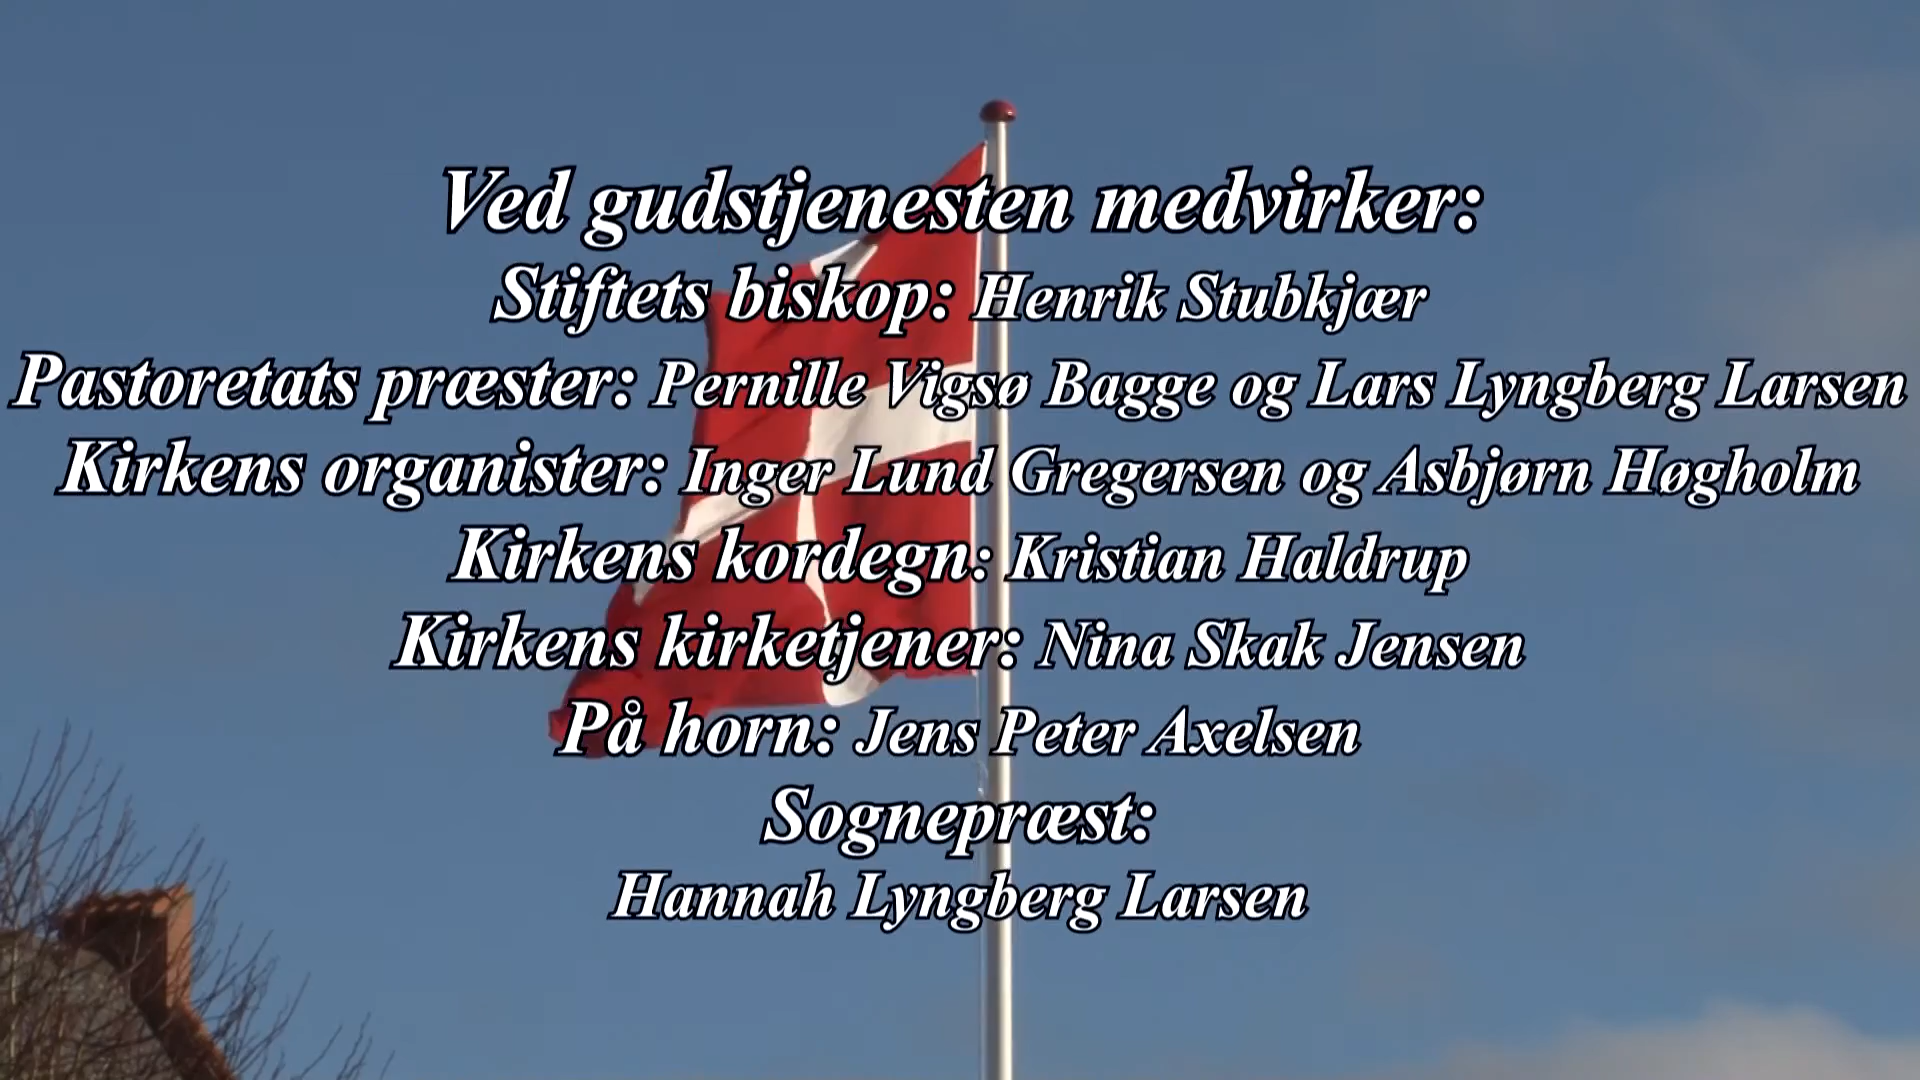 Ved gudstjenesten medvirker:
Stiftets biskop: Henrik Stubkjær
Pastoretats præster: Pernille Vigsø Bagge og Lars Lyngberg Larsen
Kirkens organister: Inger Lund Gregersen og Asbjørn Høgholm
Kirkens kordegn: Kristian Haldrup
Kirkens kirketjener: Nina Skak Jensen
På horn: Jens Peter Axelsen
Sognepræst:
Hannah Lyngberg Larsen